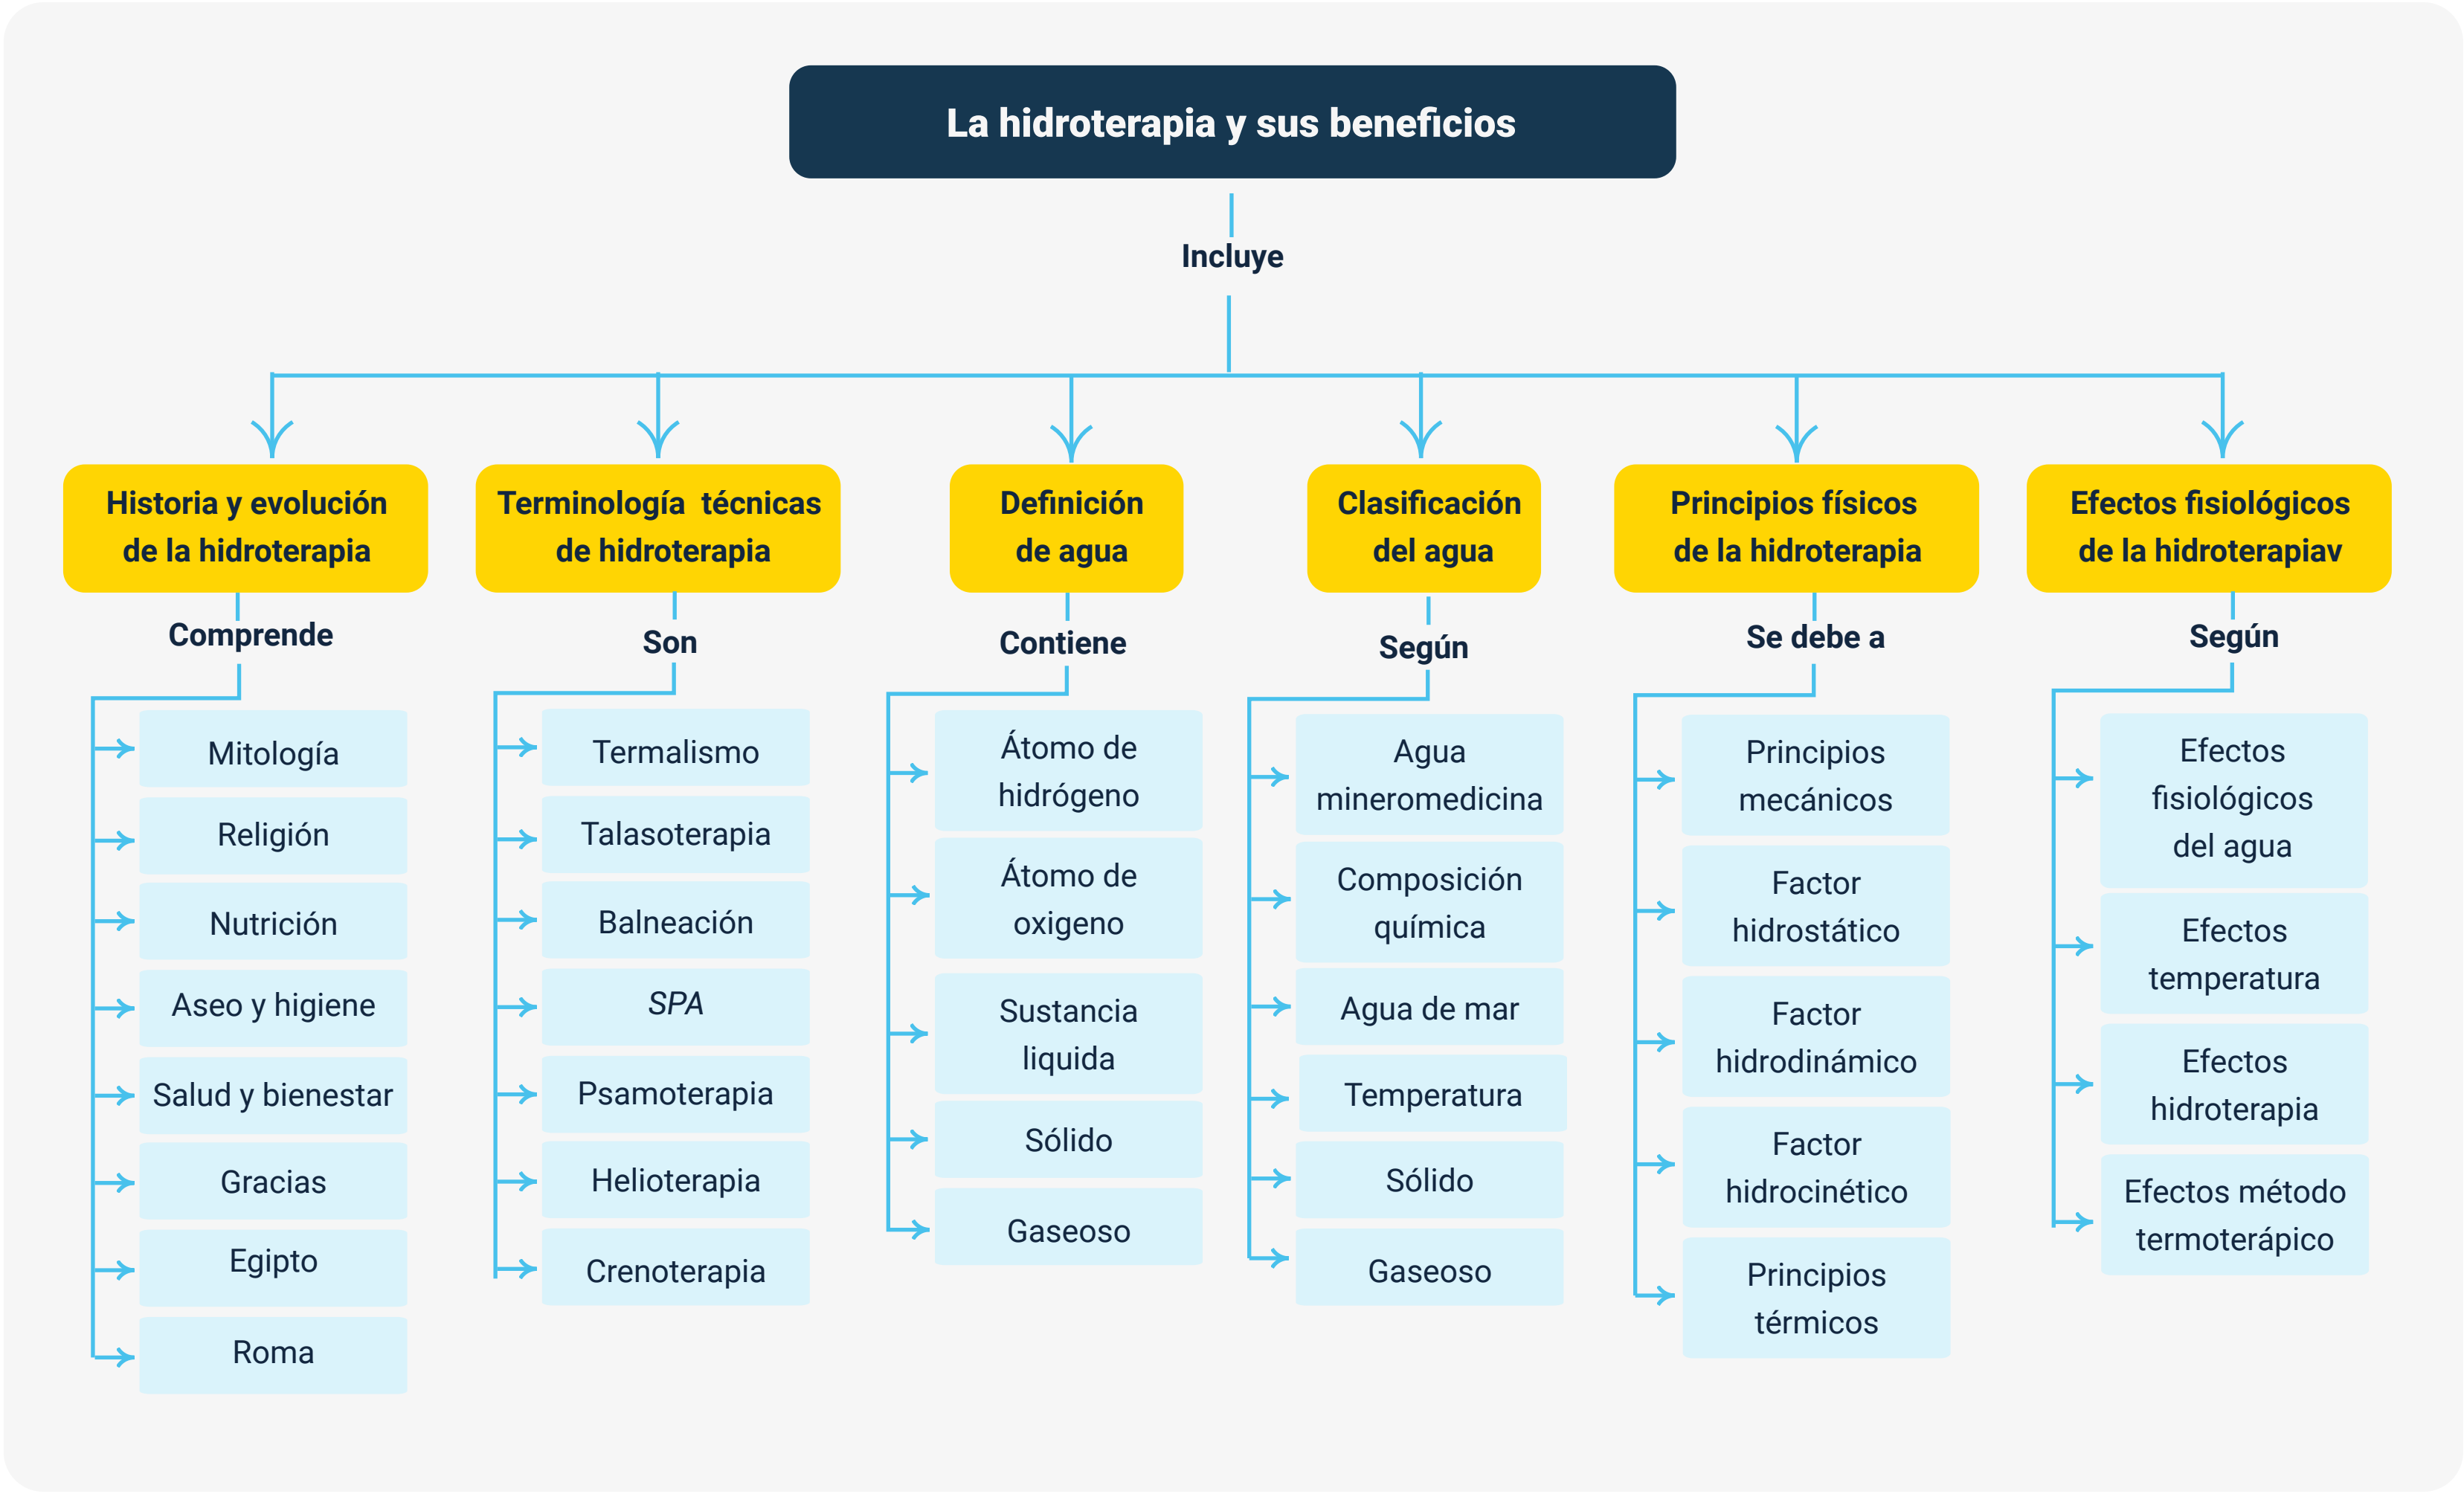 La hidroterapia y sus beneficios
Incluye
Historia y evolución
de la hidroterapia
Comprende
Mitología
Religión
Nutrición
Aseo y higiene
Salud y bienestar
Gracias
Egipto
Roma
Terminología  técnicas
de hidroterapia
Son
Termalismo
Talasoterapia
Balneación
SPA
Psamoterapia
Helioterapia
Crenoterapia
Definición
de agua
Contiene
Átomo de
hidrógeno
Átomo de
oxigeno
Sustancia
liquida
Sólido
Gaseoso
Clasificación
del agua
Según
Agua
mineromedicina
Composición
química
Agua de mar
Temperatura
Sólido
Gaseoso
Principios físicos
de la hidroterapia
Se debe a
Principios
mecánicos
Factor
hidrostático
Factor
hidrodinámico
Factor
hidrocinético
Principios
térmicos
Efectos fisiológicos
de la hidroterapiav
Según
Efectos
fisiológicos
del agua
Efectos
temperatura
Efectos
hidroterapia
Efectos método
termoterápico